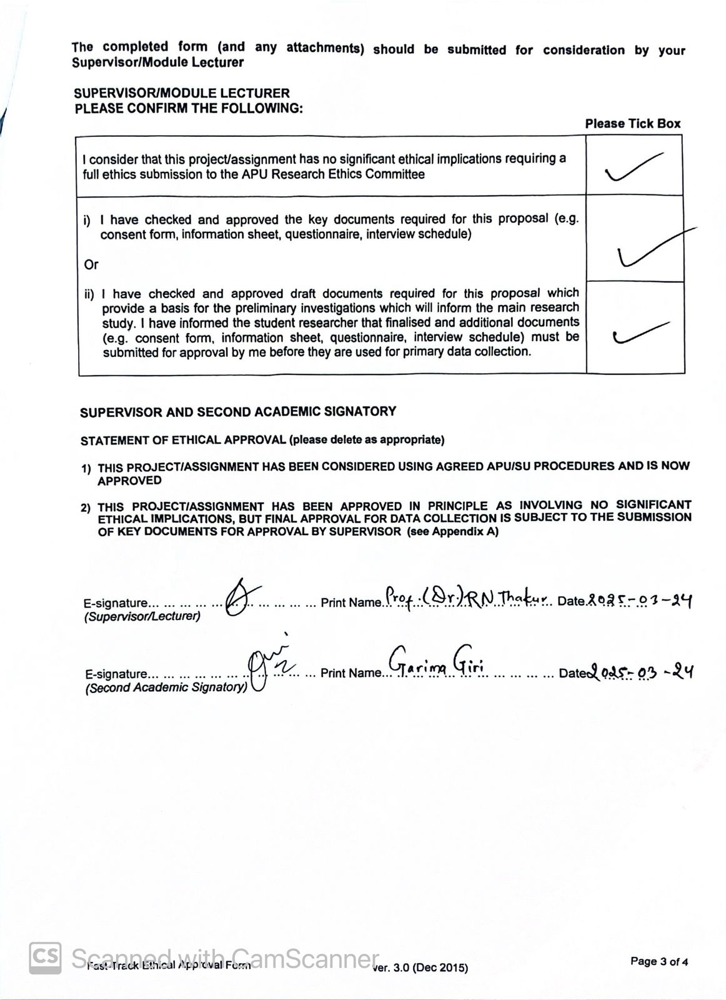 The completed form (and any attachments) should be submitted for consideration by your
Supervisor/Module Lecturer
SUPERVISOR/MODULE LECTURER
PLEASE CONFIRM THE FOLLOWING:
Please Tick Box
I consider that this project/assignment has no significant ethical implications requiring a
full ethics submission to the APU Research Ethics Committee
i) I have checked and approved the key documents required for this proposal (e.g.
consent form, information sheet, questionnaire, interview schedule)
Or
ii) I have checked and approved draft documents required for this proposal which
provide a basis for the preliminary investigations which will inform the main research
study. I have informed the student researcher that finalised and additional documents
(e.g. consent form, information sheet, questionnaire, interview schedule) must be
submitted for approval by me before they are used for primary data collection.
SUPERVISOR AND SECOND ACADEMIC SIGNATORY
STATEMENT OF ETHICAL APPROVAL (please delete as appropriate)
1) THIS PROJECT/ASSIGNMENT HAS BEEN CONSIDERED USING AGREED APU/SU PROCEDURES AND IS NOW
APPROVED
2) THIS PROJECT/ASSIGNMENT HAS BEEN APPROVED IN PRINCIPLE AS INVOLVING NO SIGNIFICANT
ETHICAL IMPLICATIONS, BUT FINAL APPROVAL FOR DATA COLLECTION IS SUBJECT TO THE SUBMISSION
OF KEY DOCUMENTS FOR APPROVAL BY SUPERVISOR (see Appendix A)
E-signature... ... ... ... ... ... ... ... ... Print Name Prof.(Dr.) RN Thakur... Date 2025-03-24
(Supervisor/Lecturer)
E-signature... ... ... ... ... ... ... ... ... Print Name... Garima Giri ... ... ... ... Date 2025-03-24
(Second Academic Signatory)
CS Scanned with CamScanner
Fast-Track Ethical Approval Form ver. 3.0 (Dec 2015) Page 3 of 4